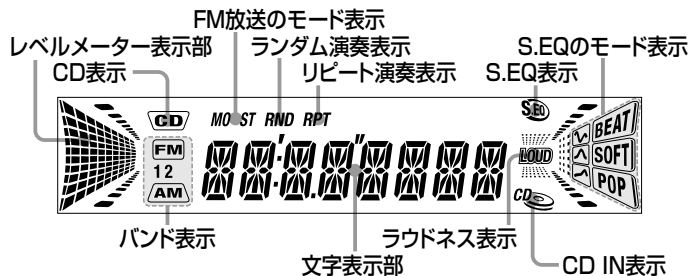 FM放送のモード表示
レベルメーター表示部 ランダム演奏表示 S.EQのモード表示
CD表示 リピート演奏表示 S.EQ表示
CD MO ST RND RPT S.EQ
FM BEAT
12 LOUD SOFT
AM CD POP
バンド表示 ラウドネス表示
文字表示部 CD IN表示